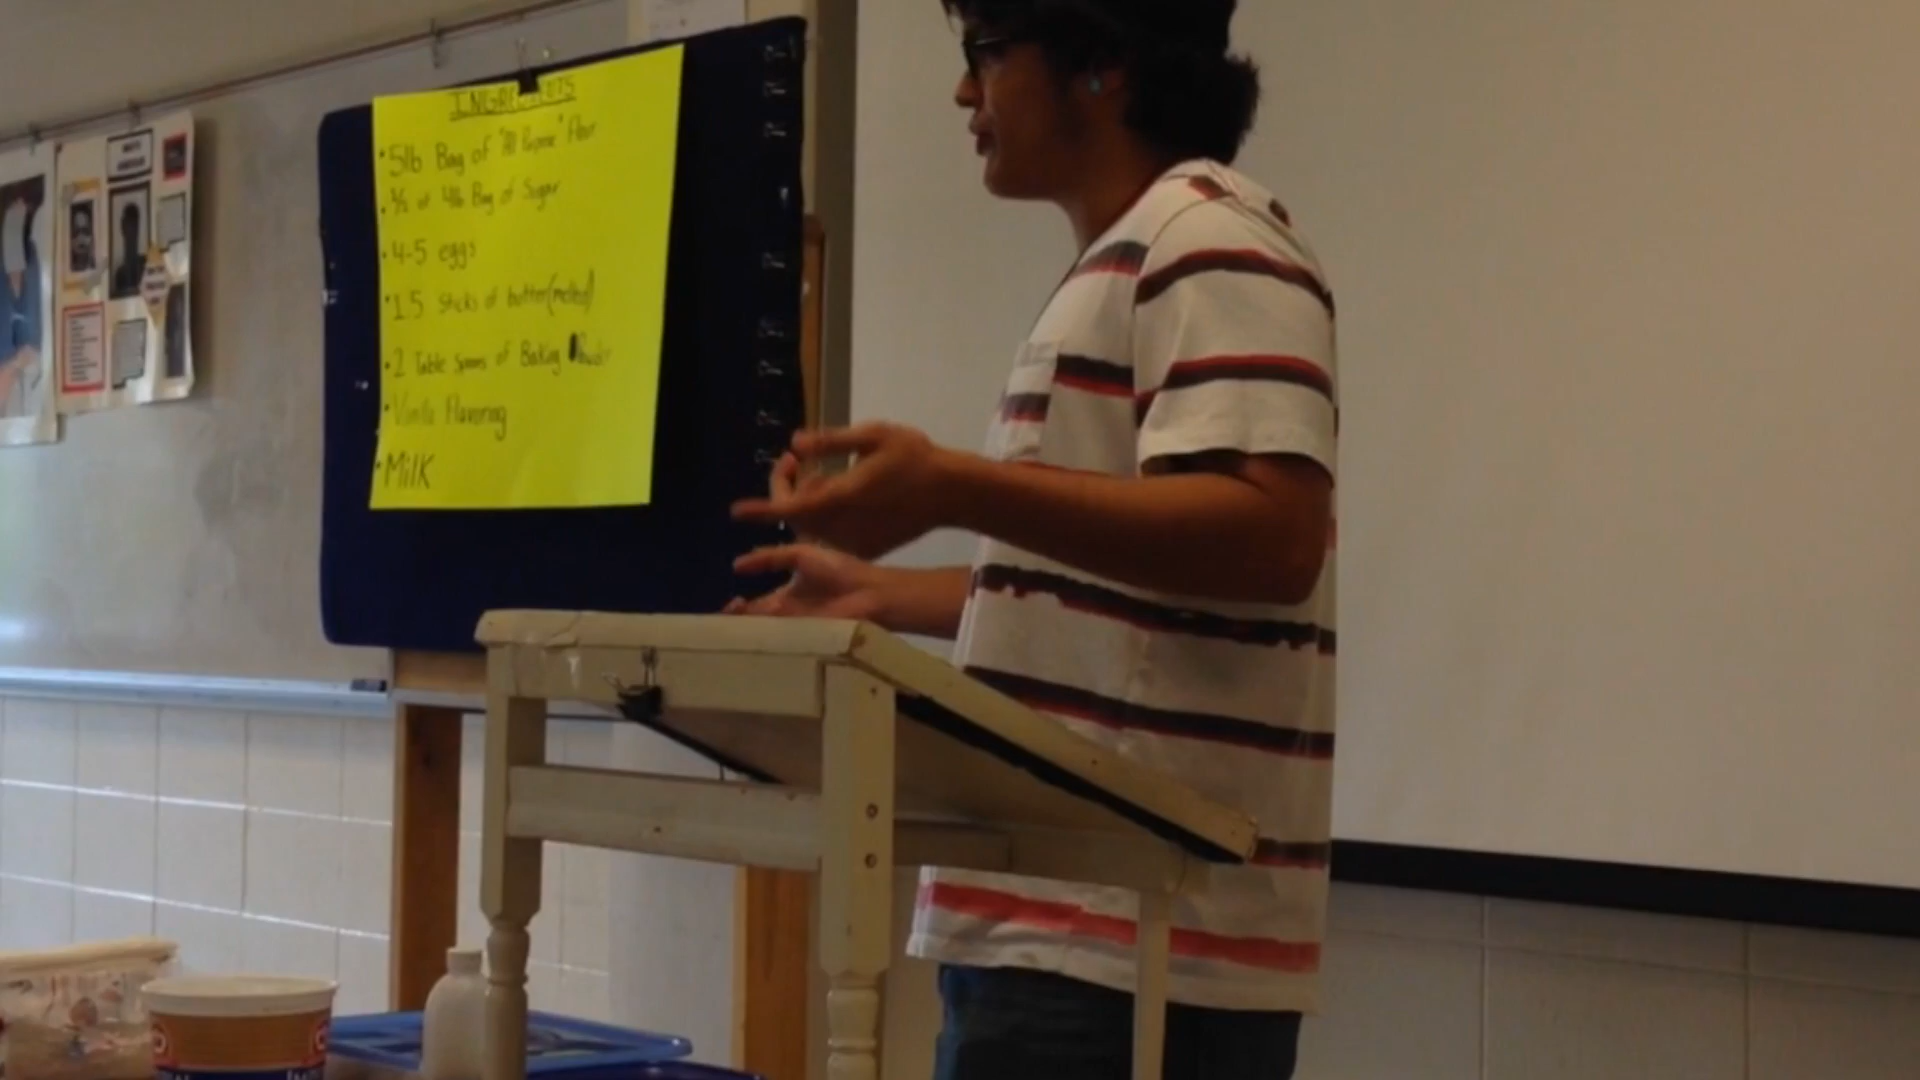 INGREDIENTS
• 5lb Bag of "All Purpose" Flour
• 1/2 of 4lb Bag of Sugar
• 4-5 eggs
• 1.5 sticks of butter(melted)
• 2 Table spoons of Baking Powder
• Vanilla Flavoring
• Milk